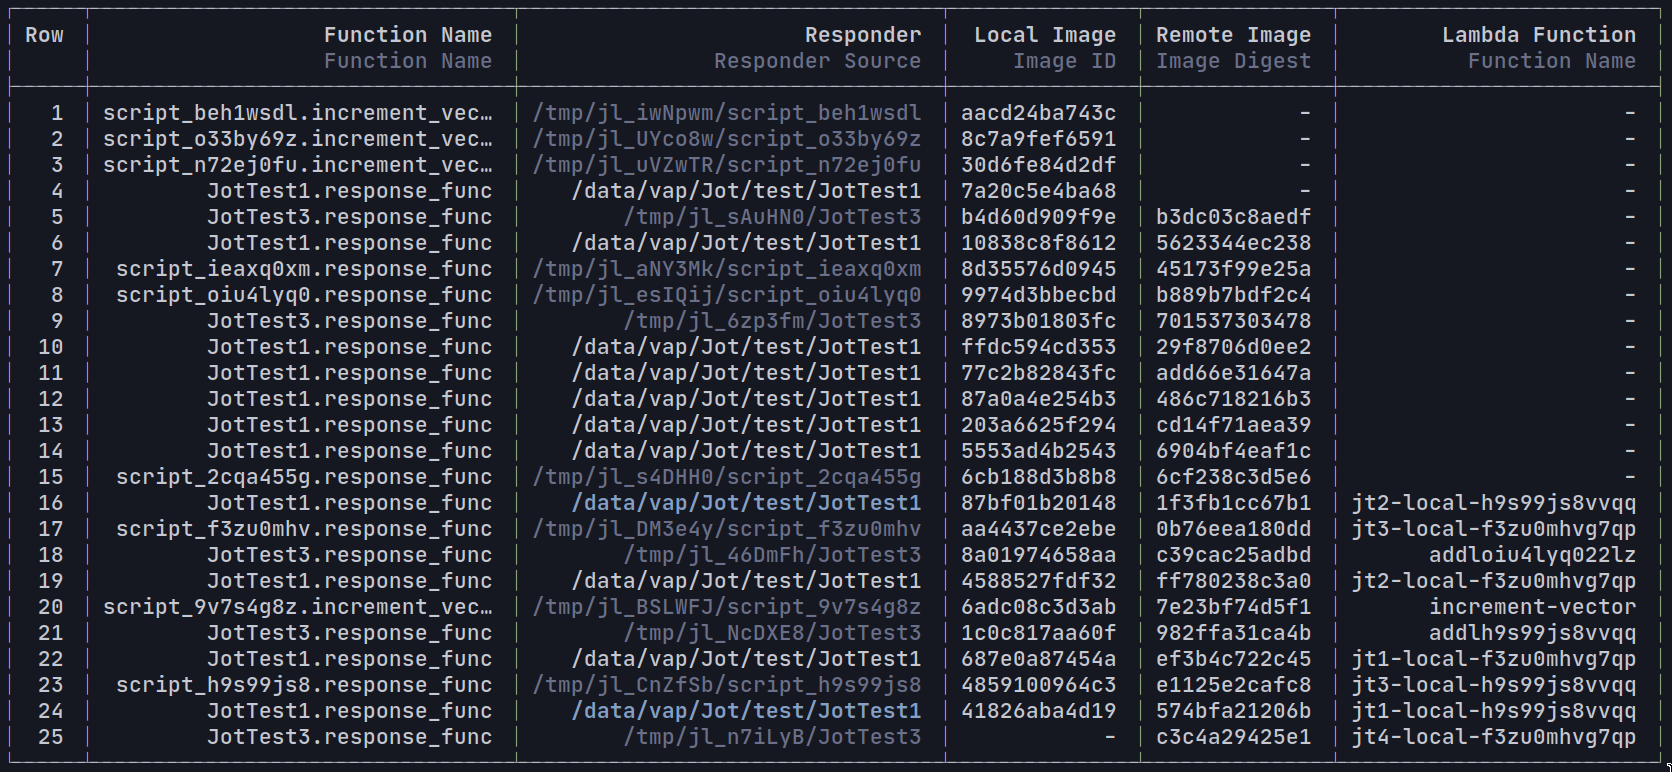 Row Function Name Responder Local Image Remote Image Lambda Function
Function Name Responder Source Image ID Image Digest Function Name
1 script_beh1wsdl.increment_vec… /tmp/jl_iwNpwm/script_beh1wsdl aacd24ba743c - -
2 script_o33by69z.increment_vec… /tmp/jl_UYco8w/script_o33by69z 8c7a9fef6591 - -
3 script_n72ej0fu.increment_vec… /tmp/jl_uVZwTR/script_n72ej0fu 30d6fe84d2df - -
4 JotTest1.response_func /data/vap/Jot/test/JotTest1 7a20c5e4ba68 - -
5 JotTest3.response_func /tmp/jl_sAuHN0/JotTest3 b4d60d909f9e b3dc03c8aedf -
6 JotTest1.response_func /data/vap/Jot/test/JotTest1 10838c8f8612 5623344ec238 -
7 script_ieaxq0xm.response_func /tmp/jl_aNY3Mk/script_ieaxq0xm 8d35576d0945 45173f99e25a -
8 script_oiu4lyq0.response_func /tmp/jl_esIQij/script_oiu4lyq0 9974d3bbecbd b889b7bdf2c4 -
9 JotTest3.response_func /tmp/jl_6zp3fm/JotTest3 8973b01803fc 701537303478 -
10 JotTest1.response_func /data/vap/Jot/test/JotTest1 ffdc594cd353 29f8706d0ee2 -
11 JotTest1.response_func /data/vap/Jot/test/JotTest1 77c2b82843fc add66e31647a -
12 JotTest1.response_func /data/vap/Jot/test/JotTest1 87a0a4e254b3 486c718216b3 -
13 JotTest1.response_func /data/vap/Jot/test/JotTest1 203a6625f294 cd14f71aea39 -
14 JotTest1.response_func /data/vap/Jot/test/JotTest1 5553ad4b2543 6904bf4eaf1c -
15 script_2cqa455g.response_func /tmp/jl_s4DHH0/script_2cqa455g 6cb188d3b8b8 6cf238c3d5e6 -
16 JotTest1.response_func /data/vap/Jot/test/JotTest1 87bf01b20148 1f3fb1cc67b1 jt2-local-h9s99js8vvqq
17 script_f3zu0mhv.response_func /tmp/jl_DM3e4y/script_f3zu0mhv aa4437ce2ebe 0b76eea180dd jt3-local-f3zu0mhvg7qp
18 JotTest3.response_func /tmp/jl_46DmFh/JotTest3 8a01974658aa c39cac25adbd addloiu4lyq022lz
19 JotTest1.response_func /data/vap/Jot/test/JotTest1 4588527fdf32 ff780238c3a0 jt2-local-f3zu0mhvg7qp
20 script_9v7s4g8z.increment_vec… /tmp/jl_BSLWFJ/script_9v7s4g8z 6adc08c3d3ab 7e23bf74d5f1 increment-vector
21 JotTest3.response_func /tmp/jl_NcDXE8/JotTest3 1c0c817aa60f 982ffa31ca4b addlh9s99js8vvqq
22 JotTest1.response_func /data/vap/Jot/test/JotTest1 687e0a87454a ef3b4c722c45 jt1-local-f3zu0mhvg7qp
23 script_h9s99js8.response_func /tmp/jl_CnZfSb/script_h9s99js8 4859100964c3 e1125e2cafc8 jt3-local-h9s99js8vvqq
24 JotTest1.response_func /data/vap/Jot/test/JotTest1 41826aba4d19 574bfa21206b jt1-local-h9s99js8vvqq
25 JotTest3.response_func /tmp/jl_n7iLyB/JotTest3 - c3c4a29425e1 jt4-local-f3zu0mhvg7qp